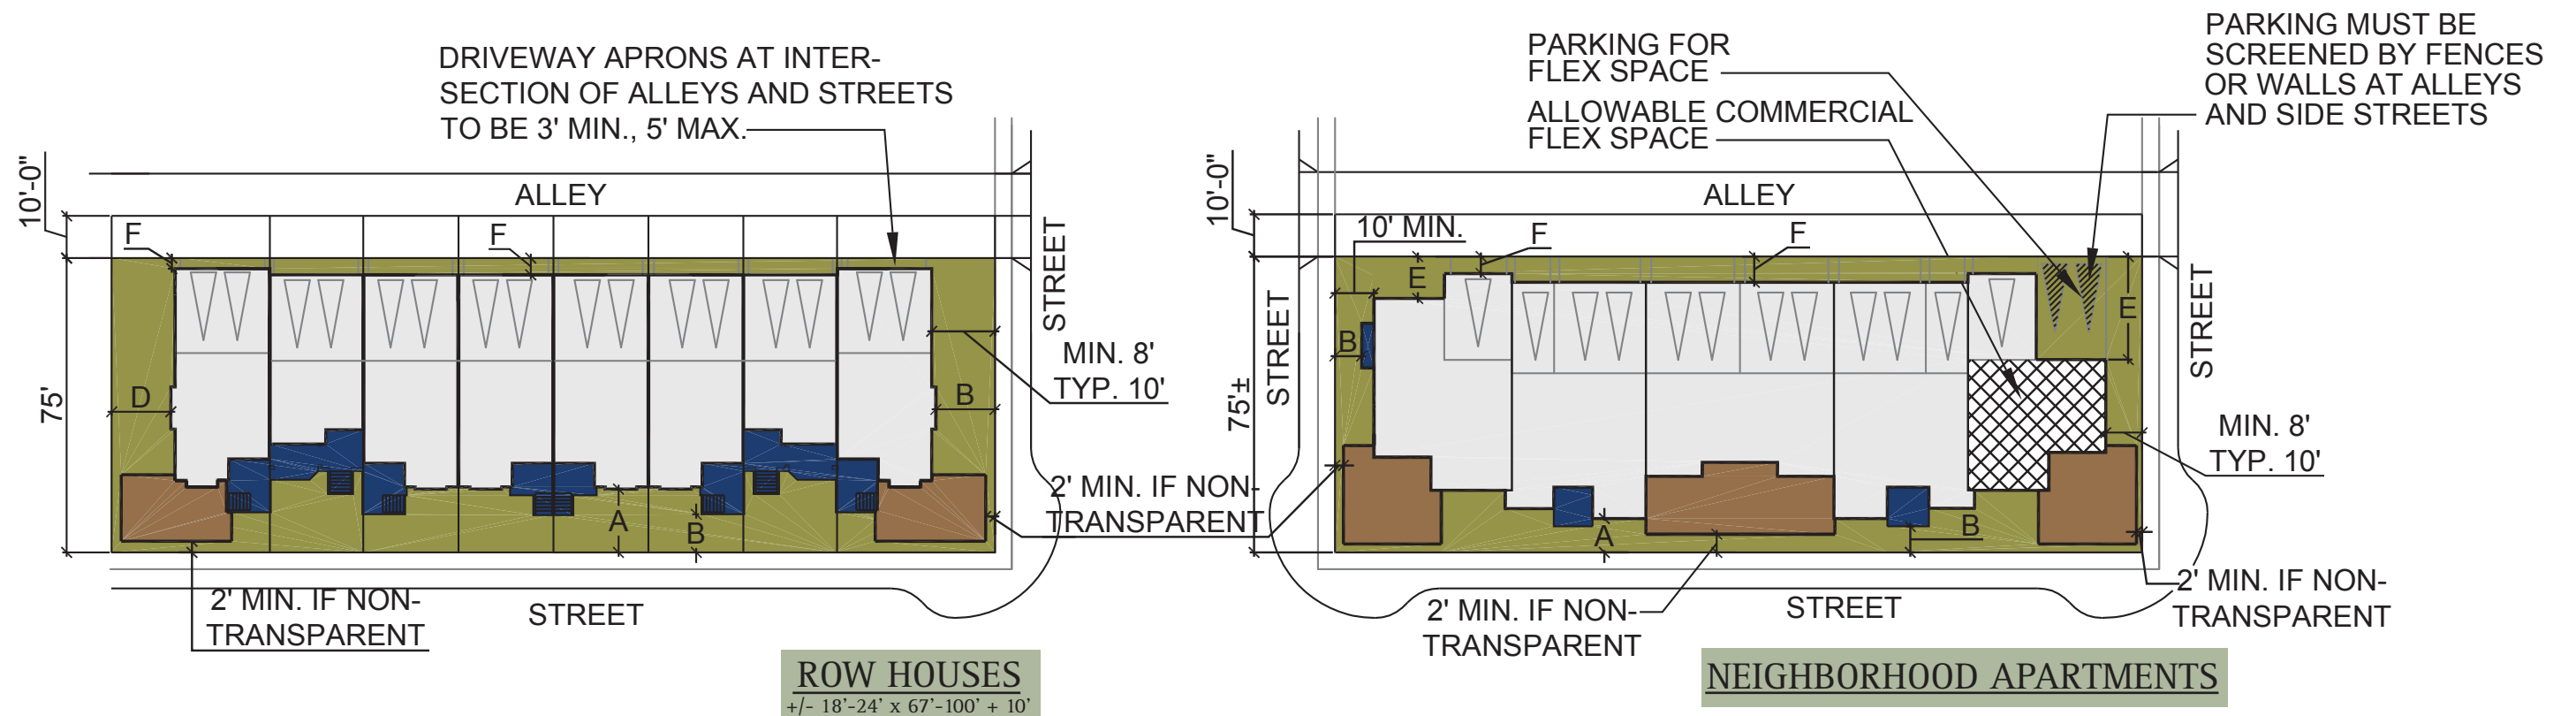 DRIVEWAY APRONS AT INTER-
SECTION OF ALLEYS AND STREETS
TO BE 3' MIN., 5' MAX.
10'-0"
ALLEY
F
F
STREET
75'
D
B
MIN. 8'
TYP. 10'
A
B
2' MIN. IF NON-
TRANSPARENT
2' MIN. IF NON-
TRANSPARENT
STREET
ROW HOUSES
+/- 18'-24' x 67'-100' + 10'
PARKING FOR
FLEX SPACE
ALLOWABLE COMMERCIAL
FLEX SPACE
PARKING MUST BE
SCREENED BY FENCES
OR WALLS AT ALLEYS
AND SIDE STREETS
10'-0"
ALLEY
10' MIN.
F
F
E
E
STREET
STREET
B
75'±
MIN. 8'
TYP. 10'
A
B
2' MIN. IF NON-
TRANSPARENT
STREET
2' MIN. IF NON-
TRANSPARENT
NEIGHBORHOOD APARTMENTS